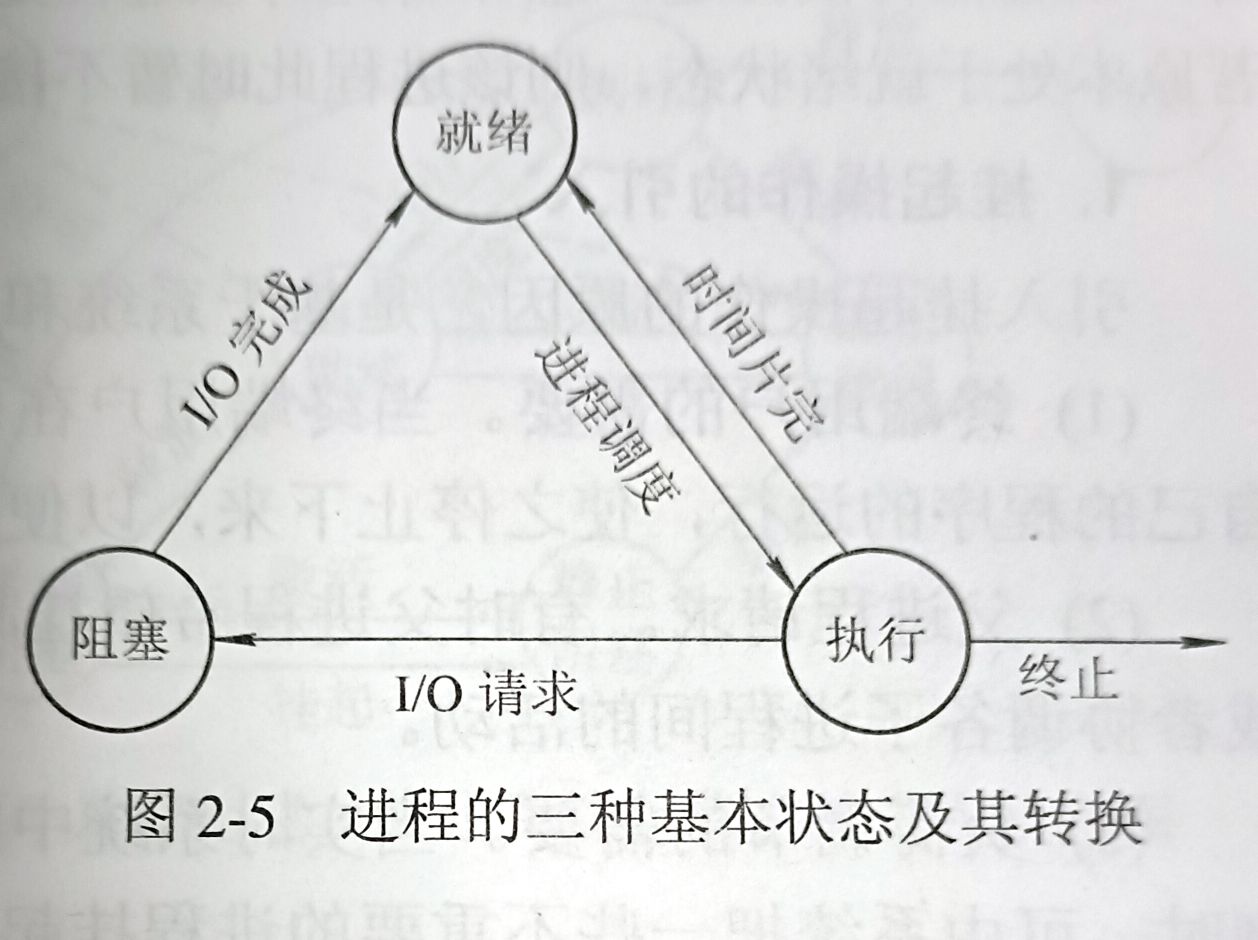 就绪
I/O 完成
进程调度
时间片完
阻塞
执行
I/O 请求
终止
图 2-5 进程的三种基本状态及其转换